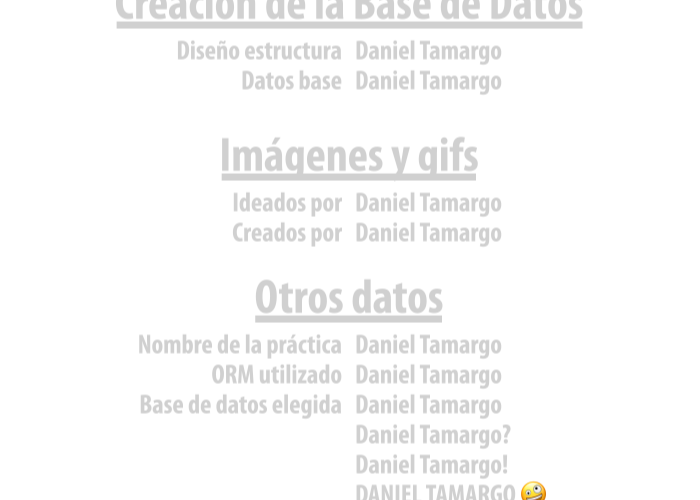 Creación de la Base de Datos
Diseño estructura Daniel Tamargo
Datos base Daniel Tamargo
Imágenes y gifs
Ideados por Daniel Tamargo
Creados por Daniel Tamargo
Otros datos
Nombre de la práctica Daniel Tamargo
ORM utilizado Daniel Tamargo
Base de datos elegida Daniel Tamargo
Daniel Tamargo?
Daniel Tamargo!
DANIEL TAMARGO 🤪